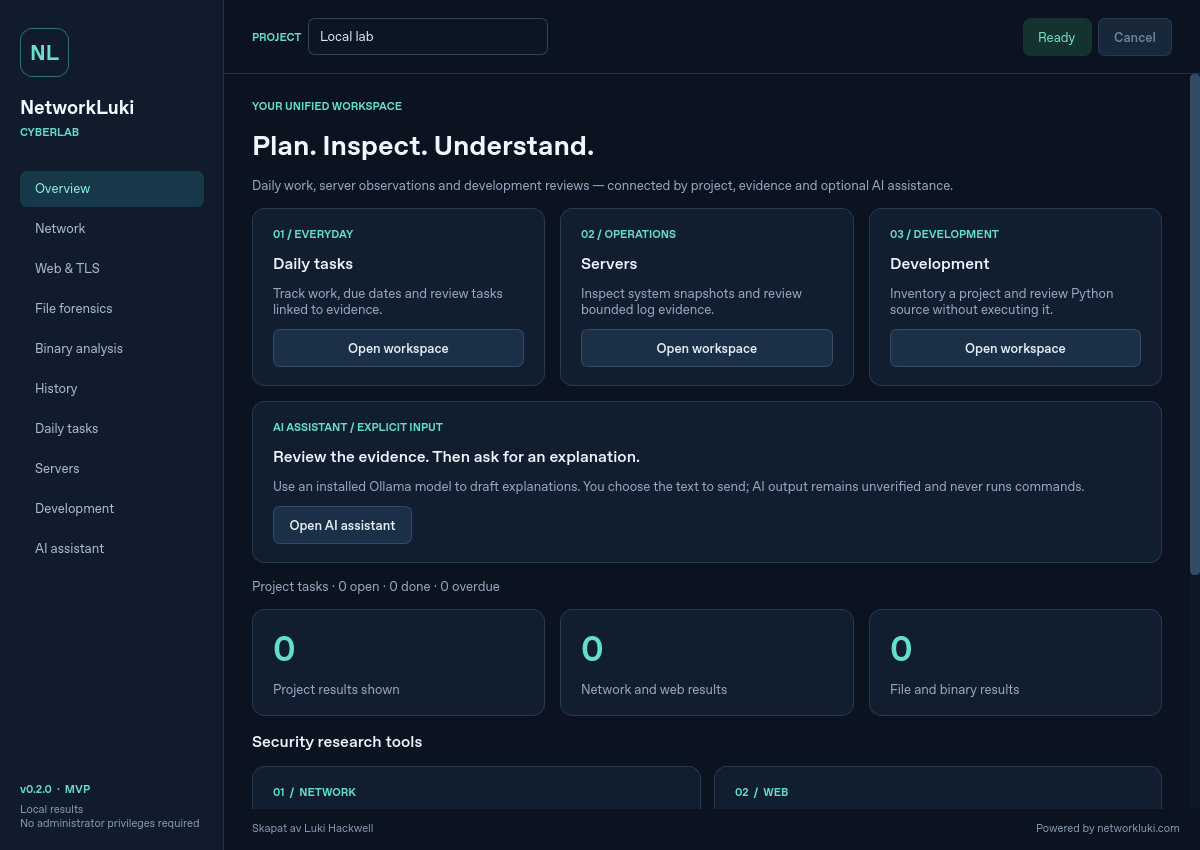 NL
NetworkLuki
CYBERLAB
Overview
Network
Web & TLS
File forensics
Binary analysis
History
Daily tasks
Servers
Development
AI assistant
v0.2.0 · MVP
Local results
No administrator privileges required
PROJECT
Local lab
Ready
Cancel
YOUR UNIFIED WORKSPACE
Plan. Inspect. Understand.
Daily work, server observations and development reviews — connected by project, evidence and optional AI assistance.
01 / EVERYDAY
Daily tasks
Track work, due dates and review tasks
linked to evidence.
Open workspace
02 / OPERATIONS
Servers
Inspect system snapshots and review
bounded log evidence.
Open workspace
03 / DEVELOPMENT
Development
Inventory a project and review Python
source without executing it.
Open workspace
AI ASSISTANT / EXPLICIT INPUT
Review the evidence. Then ask for an explanation.
Use an installed Ollama model to draft explanations. You choose the text to send; AI output remains unverified and never runs commands.
Open AI assistant
Project tasks · 0 open · 0 done · 0 overdue
0
Project results shown
0
Network and web results
0
File and binary results
Security research tools
01 / NETWORK
02 / WEB
Skapat av Luki Hackwell
Powered by networkluki.com